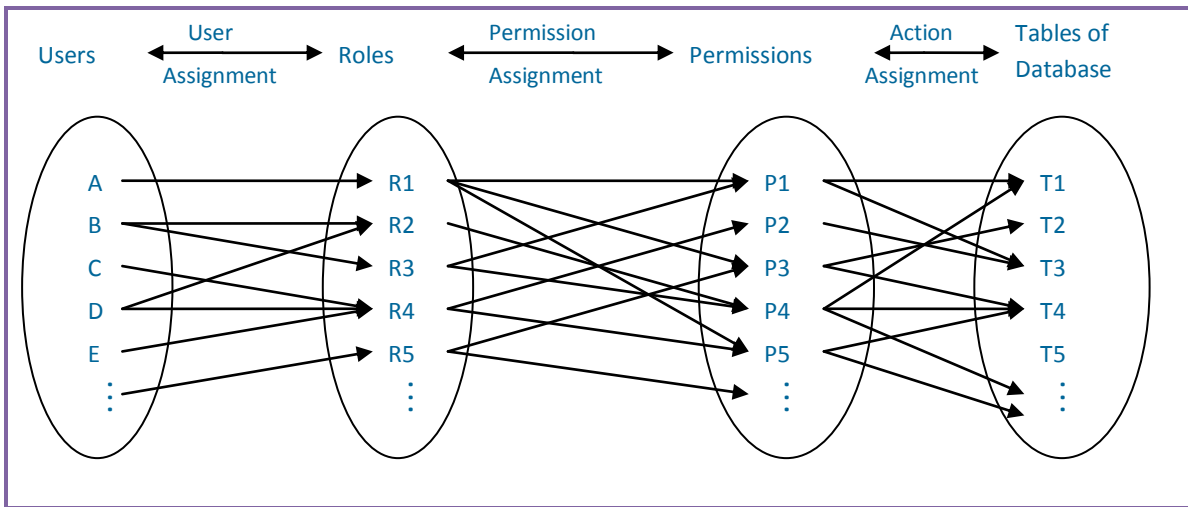 Users
User
Assignment
Roles
Permission
Assignment
Permissions
Action
Assignment
Tables of
Database
A R1 P1 T1
B R2 P2 T2
C R3 P3 T3
D R4 P4 T4
E R5 P5 T5
⋮ ⋮ ⋮ ⋮